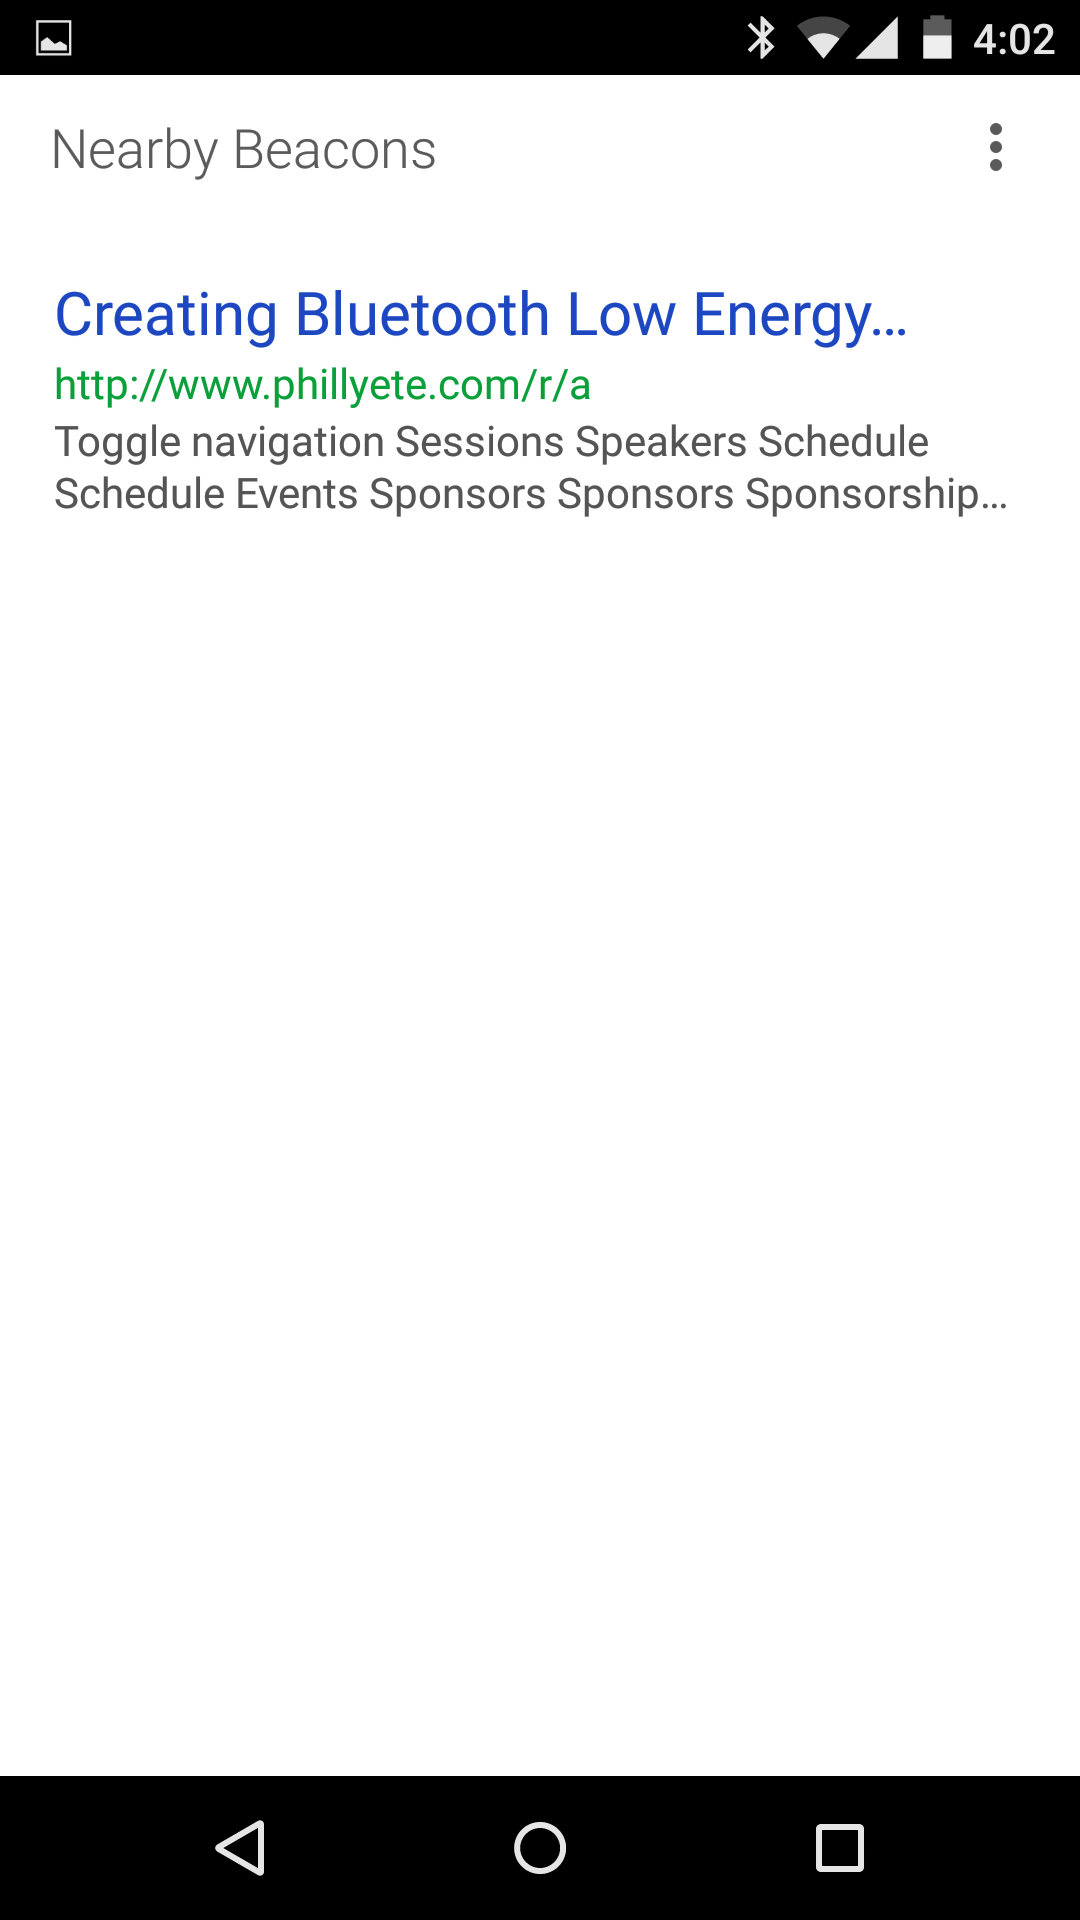 4:02
Nearby Beacons
Creating Bluetooth Low Energy...
http://www.phillyete.com/r/a
Toggle navigation Sessions Speakers Schedule
Schedule Events Sponsors Sponsors Sponsorship...